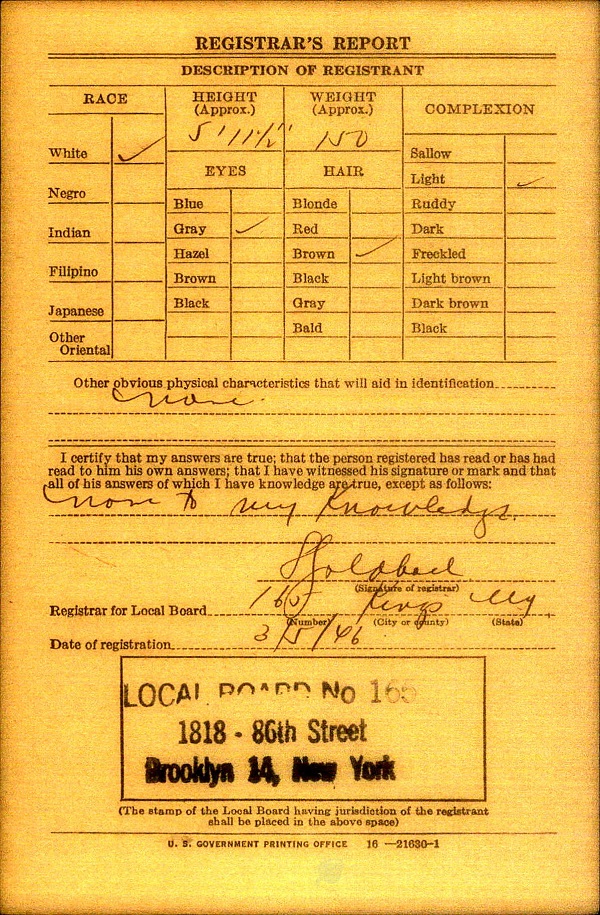 REGISTRAR'S REPORT
DESCRIPTION OF REGISTRANT
RACE
HEIGHT
(Approx.)
WEIGHT
(Approx.)
COMPLEXION
5' 11½"
150
White ✓
Negro
Indian
Filipino
Japanese
Other
Oriental
EYES
Blue
Gray ✓
Hazel
Brown
Black
HAIR
Blonde
Red
Brown ✓
Black
Gray
Bald
Sallow
Light ✓
Ruddy
Dark
Freckled
Light brown
Dark brown
Black
Other obvious physical characteristics that will aid in identification
None
I certify that my answers are true; that the person registered has read or has had
read to him his own answers; that I have witnessed his signature or mark and that
all of his answers of which I have knowledge are true, except as follows:
None to my Knowledge.
(Signature of registrar)
Registrar for Local Board 165 Kings NY
(Number) (City or county) (State)
Date of registration 3/5/46
LOCAL BOARD No 165
1818 - 86th Street
Brooklyn 14, New York
(The stamp of the Local Board having jurisdiction of the registrant
shall be placed in the above space)
U. S. GOVERNMENT PRINTING OFFICE 16—21630-1